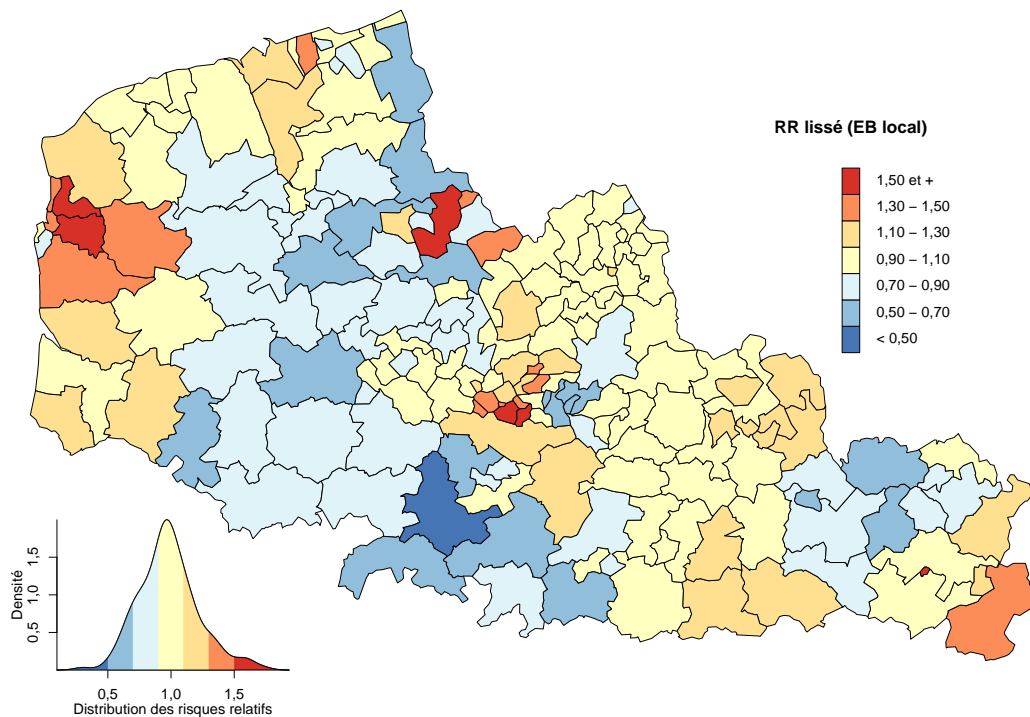 RR lissé (EB local)
1,50 et +
1,30 – 1,50
1,10 – 1,30
0,90 – 1,10
0,70 – 0,90
0,50 – 0,70
< 0,50
Densité
1,5
1,0
0,5
0,5 1,0 1,5
Distribution des risques relatifs